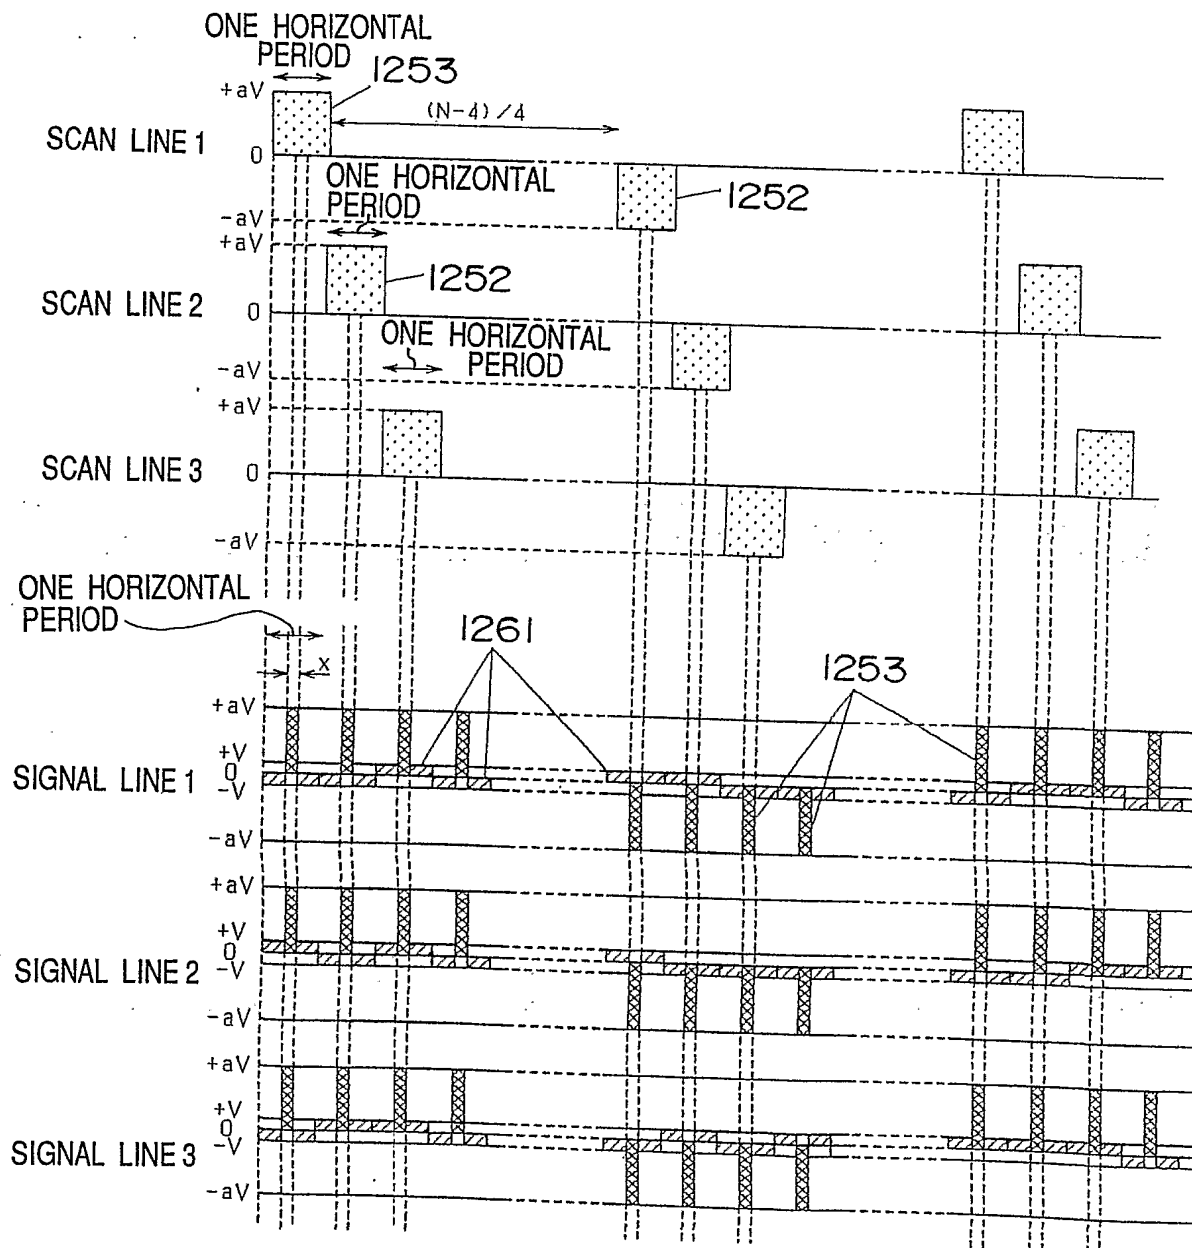 ONE HORIZONTAL
PERIOD
1253
+aV
(N-4)/4
SCAN LINE 1
0
ONE HORIZONTAL
PERIOD
1252
-aV
+aV
1252
SCAN LINE 2
0
ONE HORIZONTAL
PERIOD
-aV
+aV
SCAN LINE 3
0
-aV
ONE HORIZONTAL
PERIOD
1261
1253
x
+aV
+V
SIGNAL LINE 1
0
-V
-aV
+aV
+V
SIGNAL LINE 2
0
-V
-aV
+aV
+V
SIGNAL LINE 3
0
-V
-aV